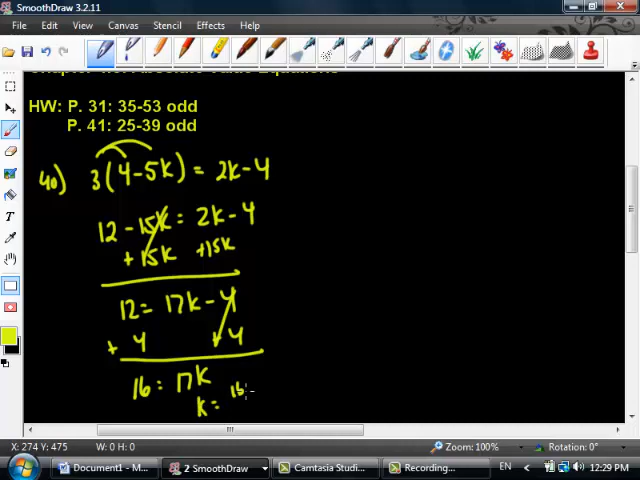 SmoothDraw 3.2.11
File Edit View Canvas Stencil Effects Help
HW: P. 31: 35-53 odd
P. 41: 25-39 odd
40) 3(4-5k) = 2k-4
12 - 15k = 2k - 4
+ 15k +15k
12 = 17k - 4
+ 4 + 4
16 = 17k
k = 16
X: 274 Y: 475 W: 0 H: 0 Zoom: 100% Rotation: 0°
Document1 - M... 2 SmoothDraw Camtasia Studi... Recording... EN 12:29 PM